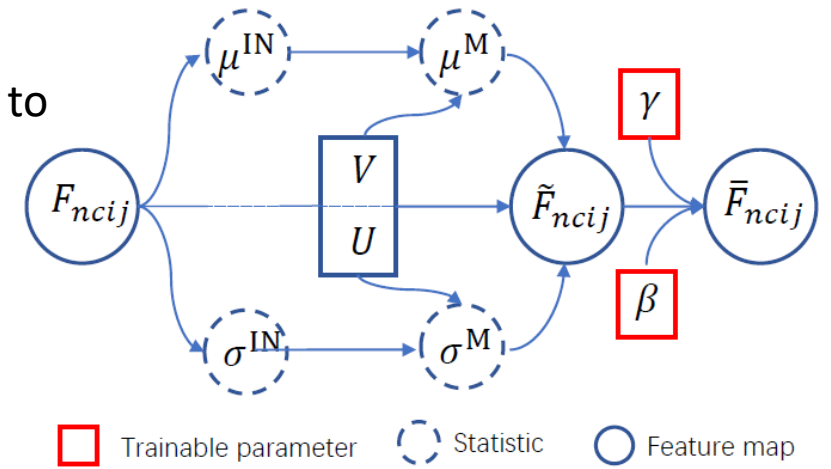 μ^IN μ^M
to
γ
V
F_ncij F̃_ncij F̄_ncij
U
β
σ^IN σ^M
Trainable parameter Statistic Feature map